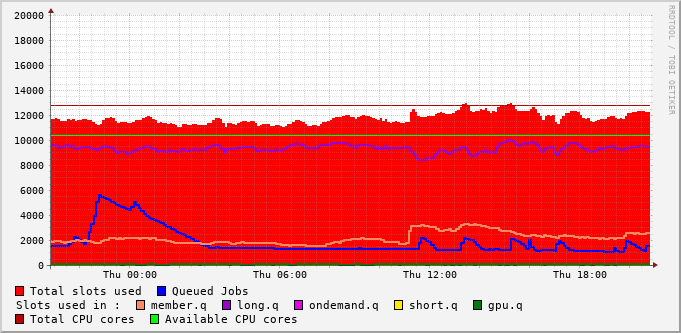 20000
18000
16000
14000
12000
10000
8000
6000
4000
2000
0
Thu 00:00 Thu 06:00 Thu 12:00 Thu 18:00
RRDTOOL / TOBI OETIKER
Total slots used Queued Jobs
Slots used in : member.q long.q ondemand.q short.q gpu.q
Total CPU cores Available CPU cores